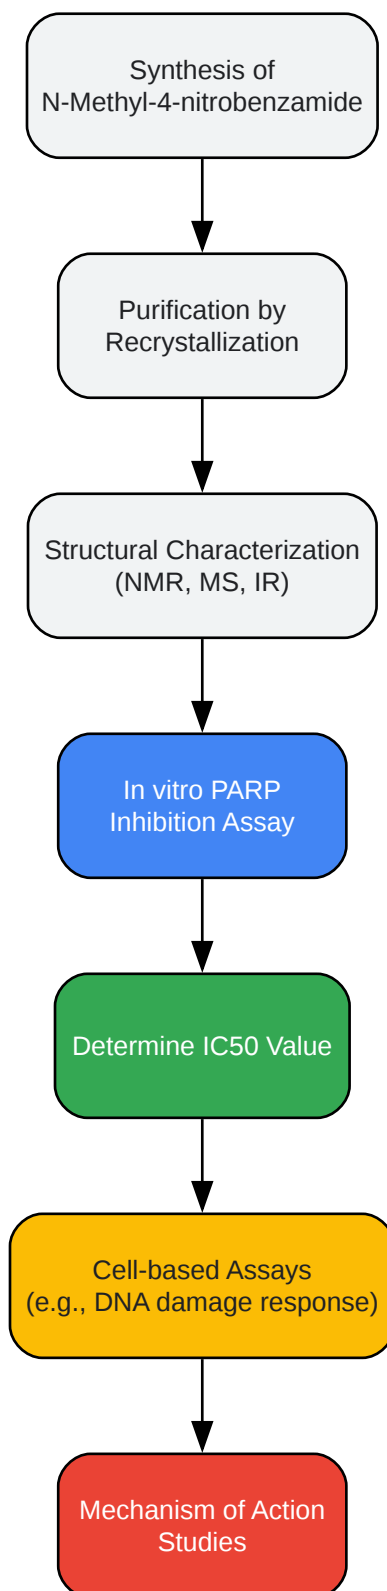 Synthesis of
N-Methyl-4-nitrobenzamide
Purification by
Recrystallization
Structural Characterization
(NMR, MS, IR)
In vitro PARP
Inhibition Assay
Determine IC50 Value
Cell-based Assays
(e.g., DNA damage response)
Mechanism of Action
Studies